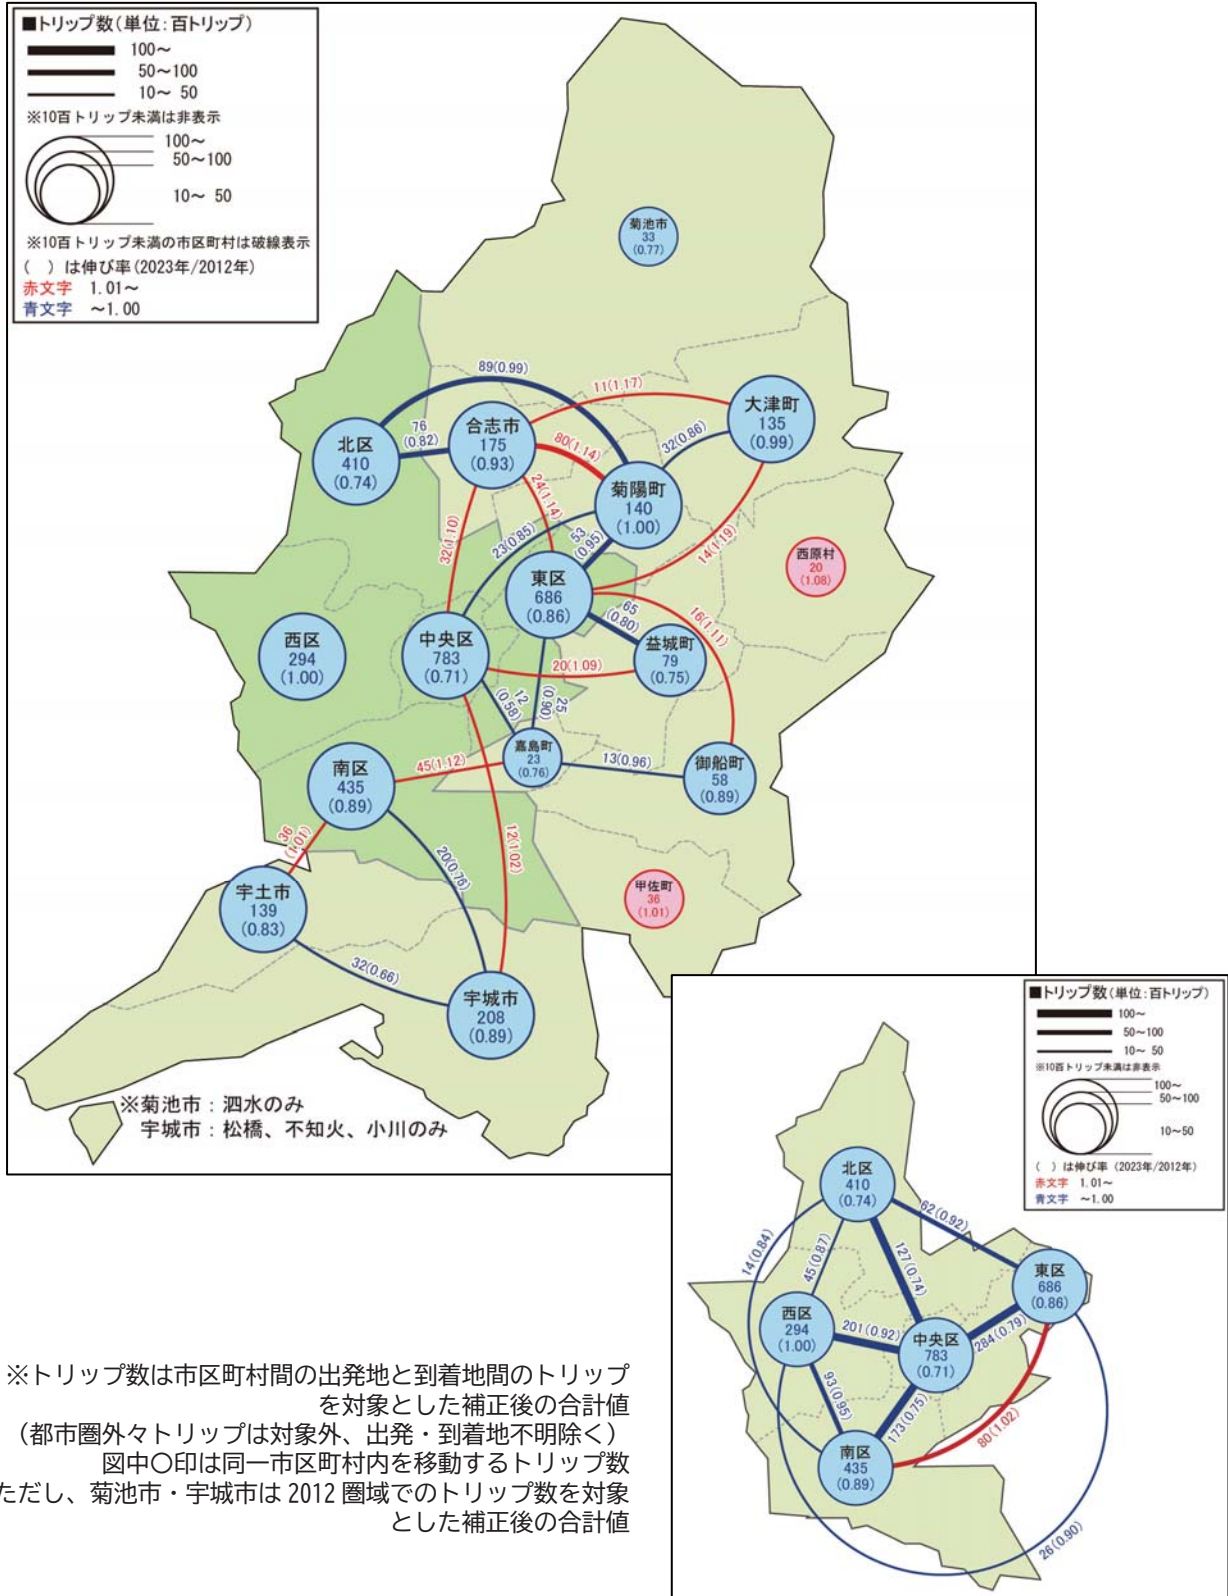 ■トリップ数(単位:百トリップ)
100～
50～100
10～ 50
※10百トリップ未満は非表示
100～
50～100
10～ 50
※10百トリップ未満の市区町村は破線表示
( )は伸び率(2023年/2012年)
赤文字 1.01～
青文字 ～1.00
菊池市
33
(0.77)
89(0.99)
11(1.17)
大津町
135
(0.99)
76
(0.82)
合志市
175
(0.93)
80(1.14)
32(0.86)
北区
410
(0.74)
菊陽町
140
(1.00)
24(1.14)
32(1.10)
23(0.85)
53
(0.95)
14(1.19)
西原村
20
(1.08)
東区
686
(0.86)
65
(0.80)
16(1.11)
西区
294
(1.00)
中央区
783
(0.71)
20(1.09)
益城町
79
(0.75)
12
(0.58)
25
(0.90)
嘉島町
23
(0.76)
13(0.96)
御船町
58
(0.89)
南区
435
(0.89)
45(1.12)
36
(1.01)
20(0.76)
12(1.02)
甲佐町
36
(1.01)
宇土市
139
(0.83)
32(0.66)
宇城市
208
(0.89)
※菊池市：泗水のみ
宇城市：松橋、不知火、小川のみ
■トリップ数(単位:百トリップ)
100～
50～100
10～ 50
※10百トリップ未満は非表示
100～
50～100
10～50
( )は伸び率(2023年/2012年)
赤文字 1.01～
青文字 ～1.00
北区
410
(0.74)
62(0.92)
14(0.84)
45(0.87)
127(0.74)
東区
686
(0.86)
西区
294
(1.00)
201(0.92)
中央区
783
(0.71)
284(0.79)
93(0.95)
173(0.75)
80(1.02)
南区
435
(0.89)
26(0.90)
※トリップ数は市区町村間の出発地と到着地間のトリップ
を対象とした補正後の合計値
（都市圏外々トリップは対象外、出発・到着地不明除く）
図中〇印は同一市区町村内を移動するトリップ数
ただし、菊池市・宇城市は 2012 圏域でのトリップ数を対象
とした補正後の合計値